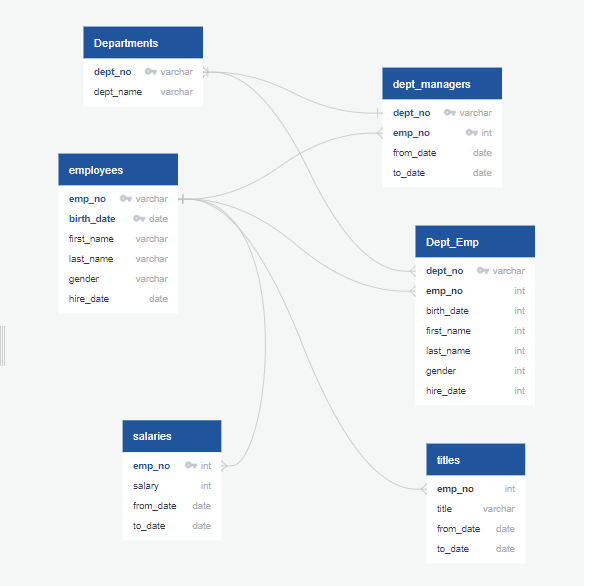 Departments
dept_no varchar
dept_name varchar
dept_managers
dept_no varchar
emp_no int
from_date date
to_date date
employees
emp_no varchar
birth_date date
first_name varchar
last_name varchar
gender varchar
hire_date date
Dept_Emp
dept_no varchar
emp_no int
birth_date int
first_name int
last_name int
gender int
hire_date int
salaries
emp_no int
salary int
from_date date
to_date date
titles
emp_no int
title varchar
from_date date
to_date date